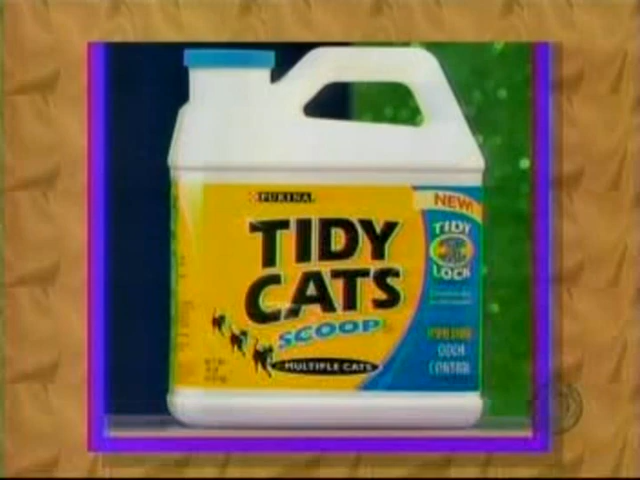 PURINA
TIDY
CATS
SCOOP
MULTIPLE CATS
NEW!
TIDY
LOCK
ODOR
CONTROL